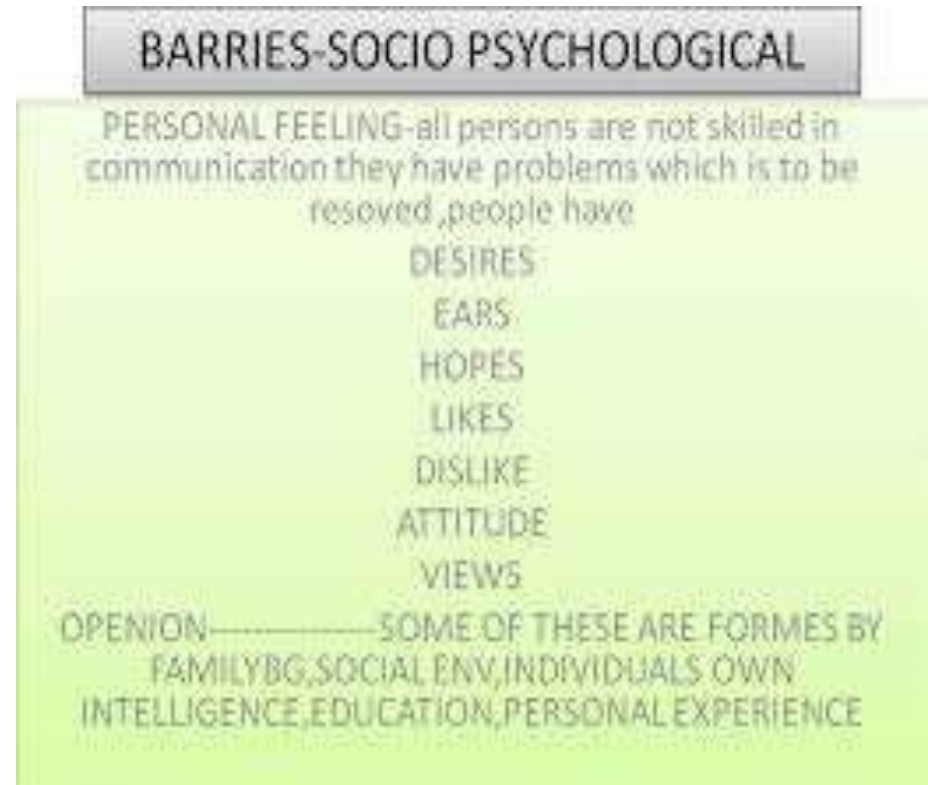 BARRIES-SOCIO PSYCHOLOGICAL
PERSONAL FEELING-all persons are not skilled in
communication they have problems which is to be
resoved ,people have
DESIRES
EARS
HOPES
LIKES
DISLIKE
ATTITUDE
VIEWS
OPENION---------------SOME OF THESE ARE FORMES BY
FAMILYBG,SOCIAL ENV,INDIVIDUALS OWN
INTELLIGENCE,EDUCATION,PERSONAL EXPERIENCE